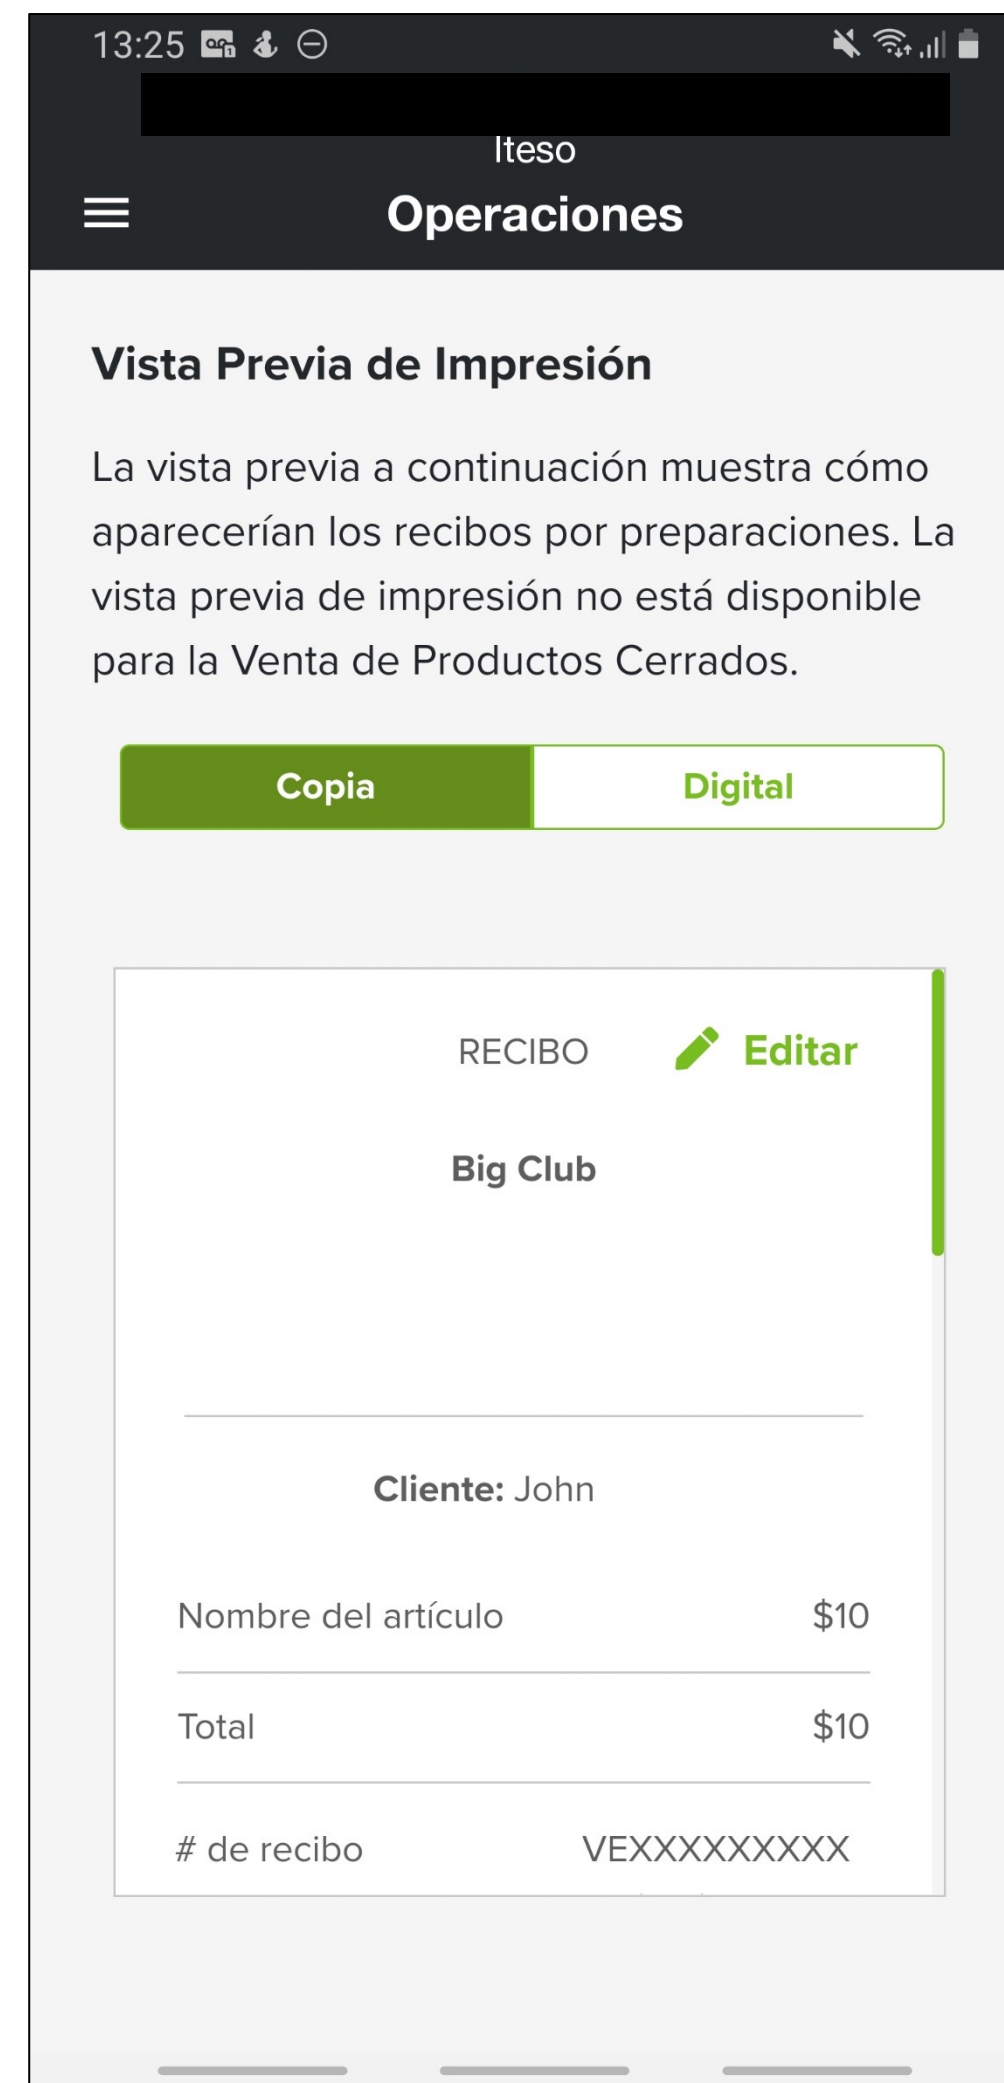 13:25
Iteso
Operaciones
Vista Previa de Impresión
La vista previa a continuación muestra cómo
aparecerían los recibos por preparaciones. La
vista previa de impresión no está disponible
para la Venta de Productos Cerrados.
Copia Digital
RECIBO Editar
Big Club
Cliente: John
Nombre del artículo $10
Total $10
# de recibo VEXXXXXXXXX